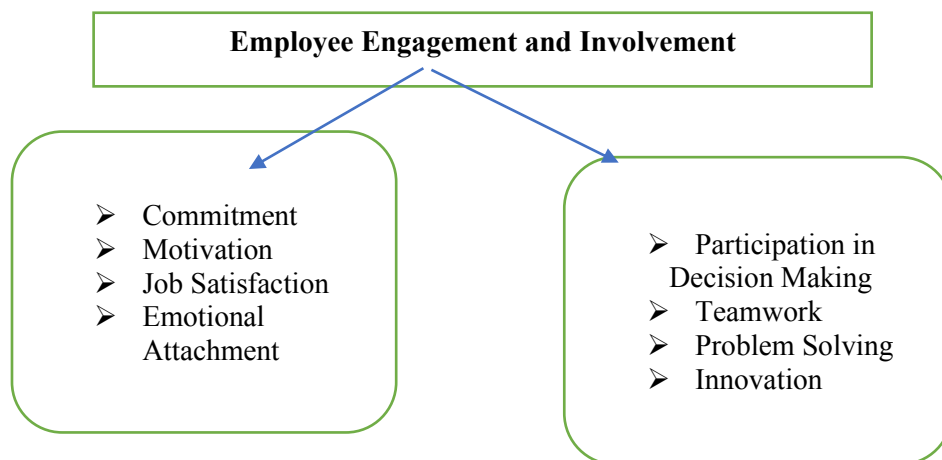 Employee Engagement and Involvement
➢ Commitment
➢ Motivation
➢ Job Satisfaction
➢ Emotional
Attachment
➢ Participation in
Decision Making
➢ Teamwork
➢ Problem Solving
➢ Innovation